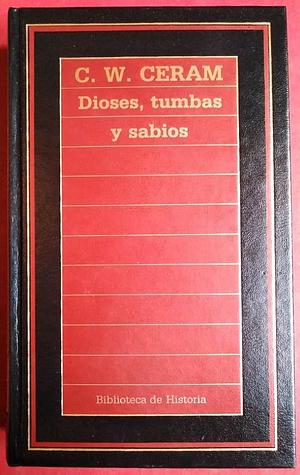 C. W. CERAM
Dioses, tumbas
y sabios
Biblioteca de Historia